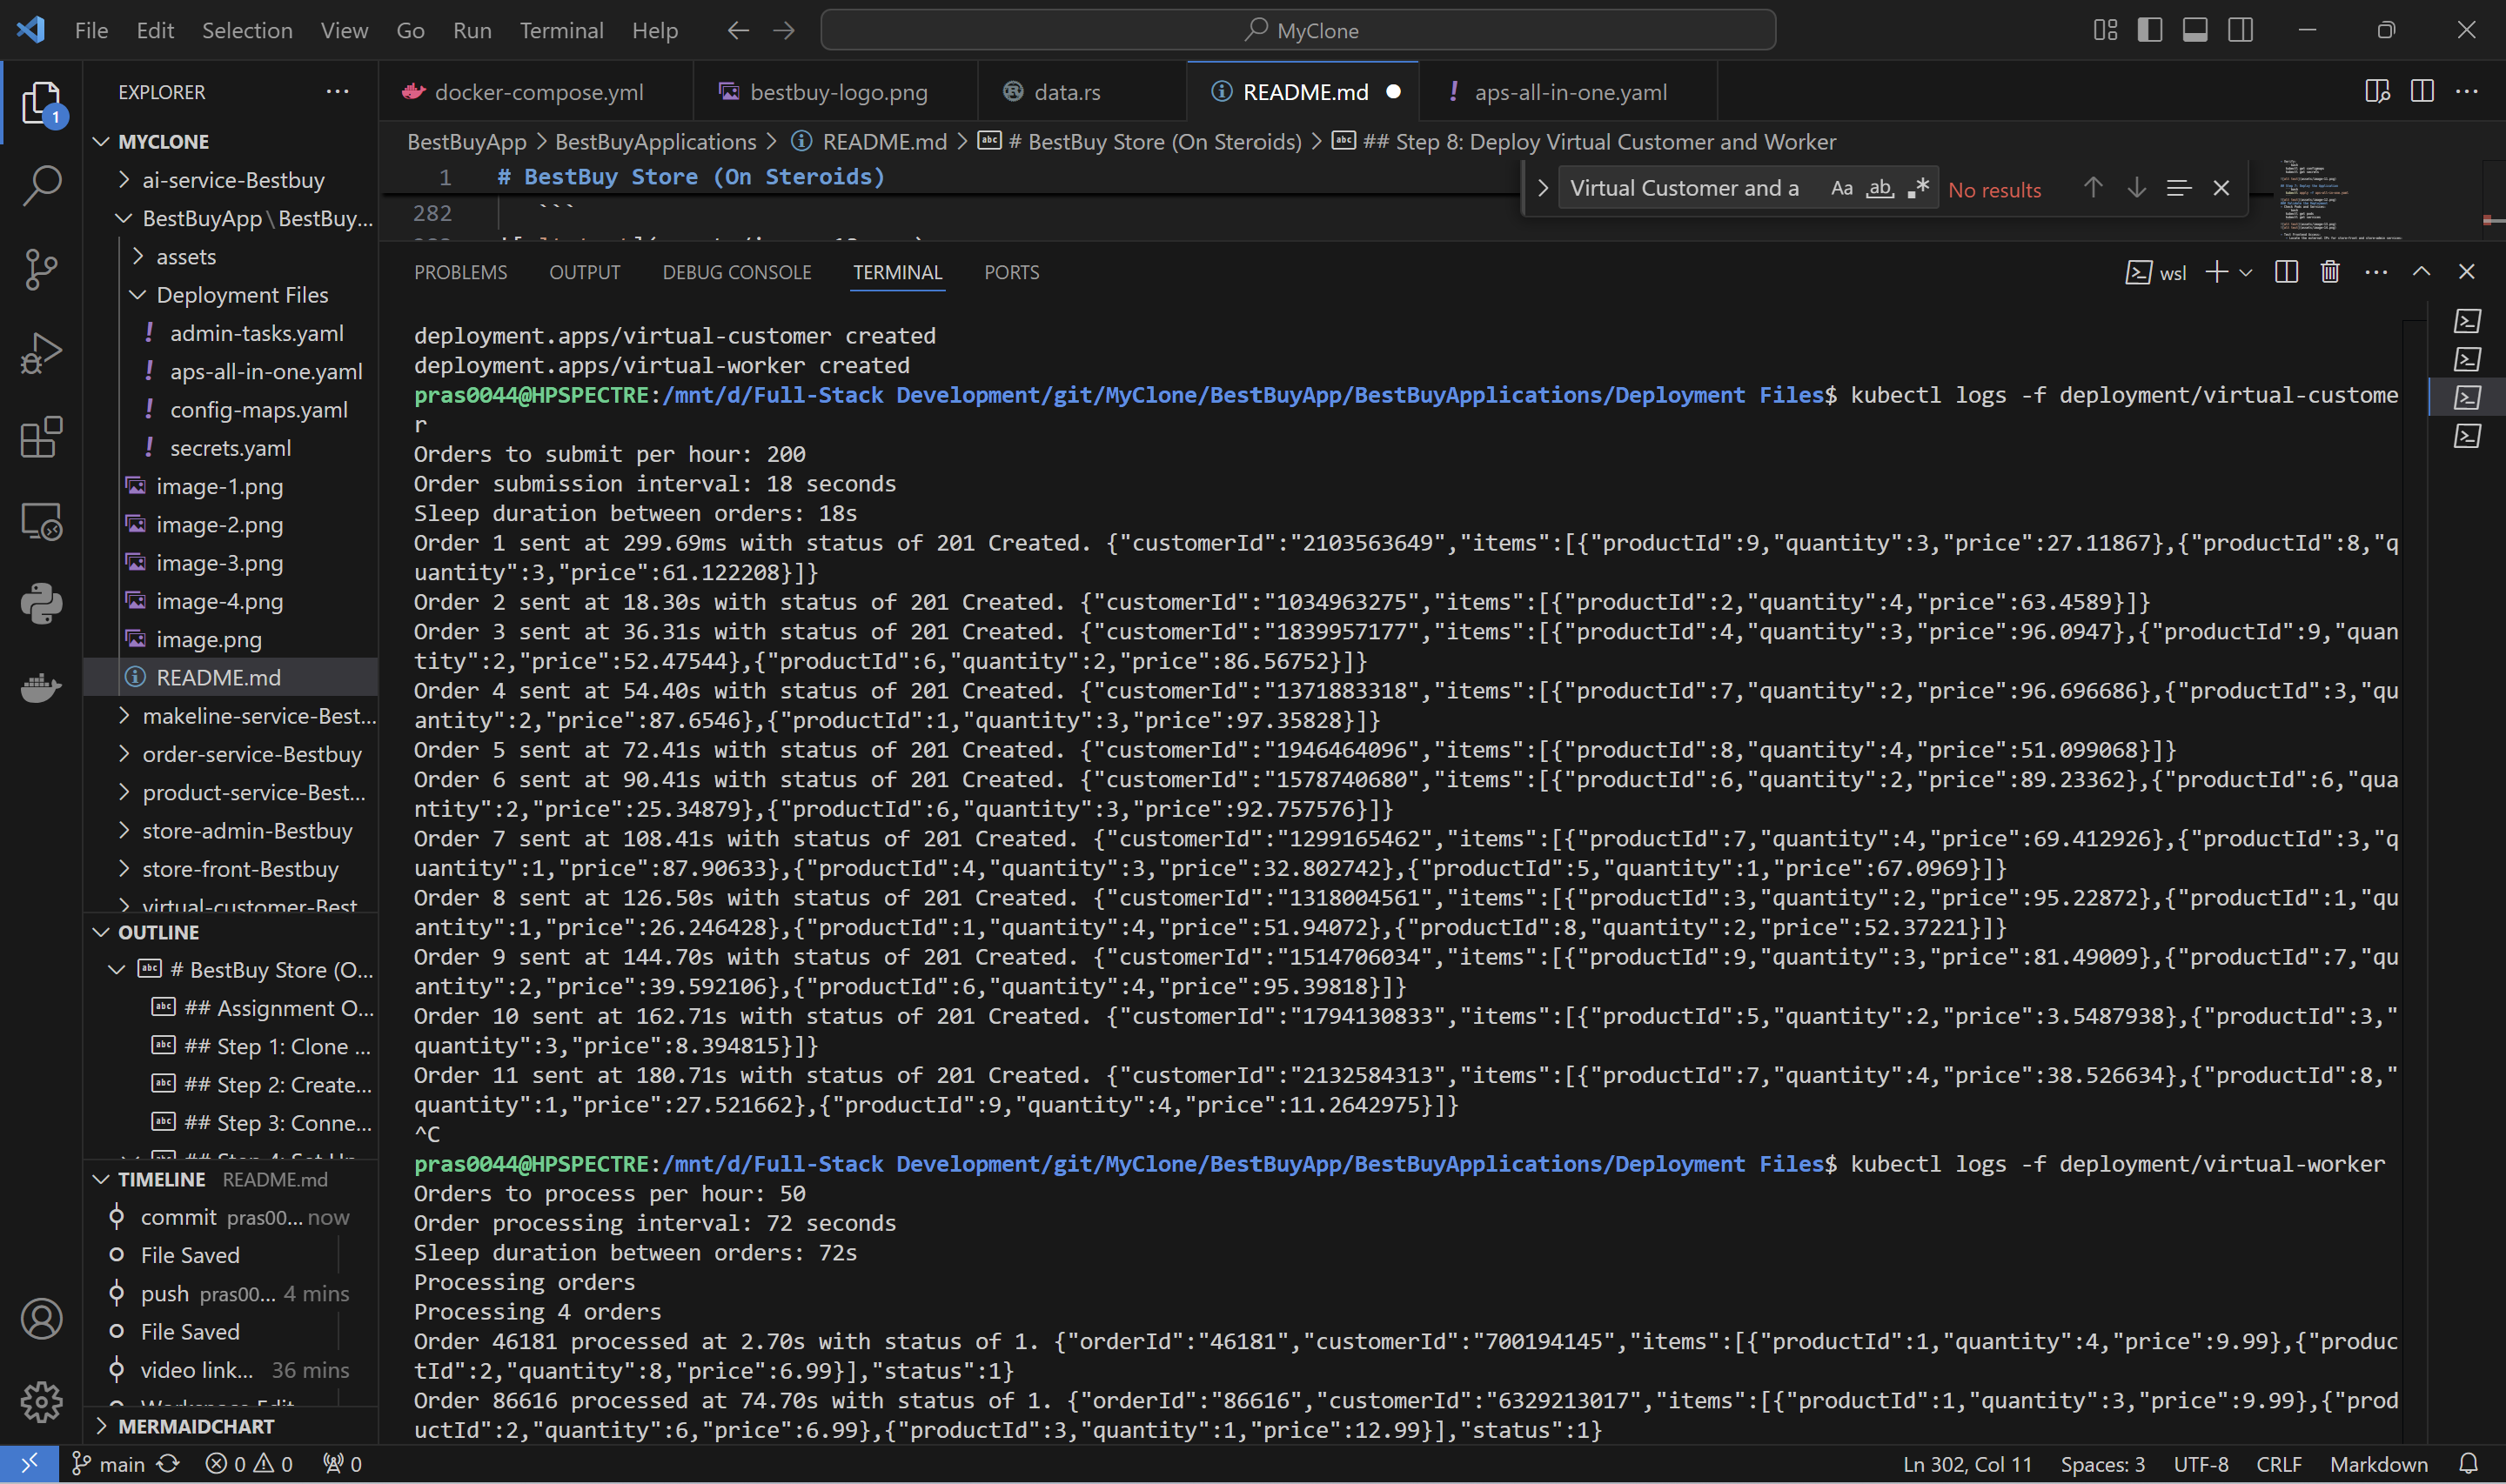 File Edit Selection View Go Run Terminal Help
MyClone
EXPLORER
1
MYCLONE
ai-service-Bestbuy
BestBuyApp\BestBuy...
assets
Deployment Files
admin-tasks.yaml
aps-all-in-one.yaml
config-maps.yaml
secrets.yaml
image-1.png
image-2.png
image-3.png
image-4.png
image.png
README.md
makeline-service-Best...
order-service-Bestbuy
product-service-Best...
store-admin-Bestbuy
store-front-Bestbuy
virtual-customer-Best
OUTLINE
# BestBuy Store (O...
## Assignment O...
## Step 1: Clone ...
## Step 2: Create...
## Step 3: Conne...
TIMELINE README.md
commit pras00... now
File Saved
push pras00... 4 mins
File Saved
video link... 36 mins
Workspace Edit
MERMAIDCHART
docker-compose.yml bestbuy-logo.png data.rs README.md aps-all-in-one.yaml
BestBuyApp > BestBuyApplications > README.md > # BestBuy Store (On Steroids) > ## Step 8: Deploy Virtual Customer and Worker
1 # BestBuy Store (On Steroids)
282 ```
Virtual Customer and a Aa ab .* No results
PROBLEMS OUTPUT DEBUG CONSOLE TERMINAL PORTS
wsl
deployment.apps/virtual-customer created
deployment.apps/virtual-worker created
pras0044@HPSPECTRE:/mnt/d/Full-Stack Development/git/MyClone/BestBuyApp/BestBuyApplications/Deployment Files$ kubectl logs -f deployment/virtual-custome
r
Orders to submit per hour: 200
Order submission interval: 18 seconds
Sleep duration between orders: 18s
Order 1 sent at 299.69ms with status of 201 Created. {"customerId":"2103563649","items":[{"productId":9,"quantity":3,"price":27.11867},{"productId":8,"q
uantity":3,"price":61.122208}]}
Order 2 sent at 18.30s with status of 201 Created. {"customerId":"1034963275","items":[{"productId":2,"quantity":4,"price":63.4589}]}
Order 3 sent at 36.31s with status of 201 Created. {"customerId":"1839957177","items":[{"productId":4,"quantity":3,"price":96.0947},{"productId":9,"quan
tity":2,"price":52.47544},{"productId":6,"quantity":2,"price":86.56752}]}
Order 4 sent at 54.40s with status of 201 Created. {"customerId":"1371883318","items":[{"productId":7,"quantity":2,"price":96.696686},{"productId":3,"qu
antity":2,"price":87.6546},{"productId":1,"quantity":3,"price":97.35828}]}
Order 5 sent at 72.41s with status of 201 Created. {"customerId":"1946464096","items":[{"productId":8,"quantity":4,"price":51.099068}]}
Order 6 sent at 90.41s with status of 201 Created. {"customerId":"1578740680","items":[{"productId":6,"quantity":2,"price":89.23362},{"productId":6,"qua
ntity":2,"price":25.34879},{"productId":6,"quantity":3,"price":92.757576}]}
Order 7 sent at 108.41s with status of 201 Created. {"customerId":"1299165462","items":[{"productId":7,"quantity":4,"price":69.412926},{"productId":3,"q
uantity":1,"price":87.90633},{"productId":4,"quantity":3,"price":32.802742},{"productId":5,"quantity":1,"price":67.0969}]}
Order 8 sent at 126.50s with status of 201 Created. {"customerId":"1318004561","items":[{"productId":3,"quantity":2,"price":95.22872},{"productId":1,"qu
antity":1,"price":26.246428},{"productId":1,"quantity":4,"price":51.94072},{"productId":8,"quantity":2,"price":52.37221}]}
Order 9 sent at 144.70s with status of 201 Created. {"customerId":"1514706034","items":[{"productId":9,"quantity":3,"price":81.49009},{"productId":7,"qu
antity":2,"price":39.592106},{"productId":6,"quantity":4,"price":95.39818}]}
Order 10 sent at 162.71s with status of 201 Created. {"customerId":"1794130833","items":[{"productId":5,"quantity":2,"price":3.5487938},{"productId":3,"
quantity":3,"price":8.394815}]}
Order 11 sent at 180.71s with status of 201 Created. {"customerId":"2132584313","items":[{"productId":7,"quantity":4,"price":38.526634},{"productId":8,"
quantity":1,"price":27.521662},{"productId":9,"quantity":4,"price":11.2642975}]}
^C
pras0044@HPSPECTRE:/mnt/d/Full-Stack Development/git/MyClone/BestBuyApp/BestBuyApplications/Deployment Files$ kubectl logs -f deployment/virtual-worker
Orders to process per hour: 50
Order processing interval: 72 seconds
Sleep duration between orders: 72s
Processing orders
Processing 4 orders
Order 46181 processed at 2.70s with status of 1. {"orderId":"46181","customerId":"700194145","items":[{"productId":1,"quantity":4,"price":9.99},{"produc
tId":2,"quantity":8,"price":6.99}],"status":1}
Order 86616 processed at 74.70s with status of 1. {"orderId":"86616","customerId":"6329213017","items":[{"productId":1,"quantity":3,"price":9.99},{"prod
uctId":2,"quantity":6,"price":6.99},{"productId":3,"quantity":1,"price":12.99}],"status":1}
main 0 0 0
Ln 302, Col 11 Spaces: 3 UTF-8 CRLF Markdown